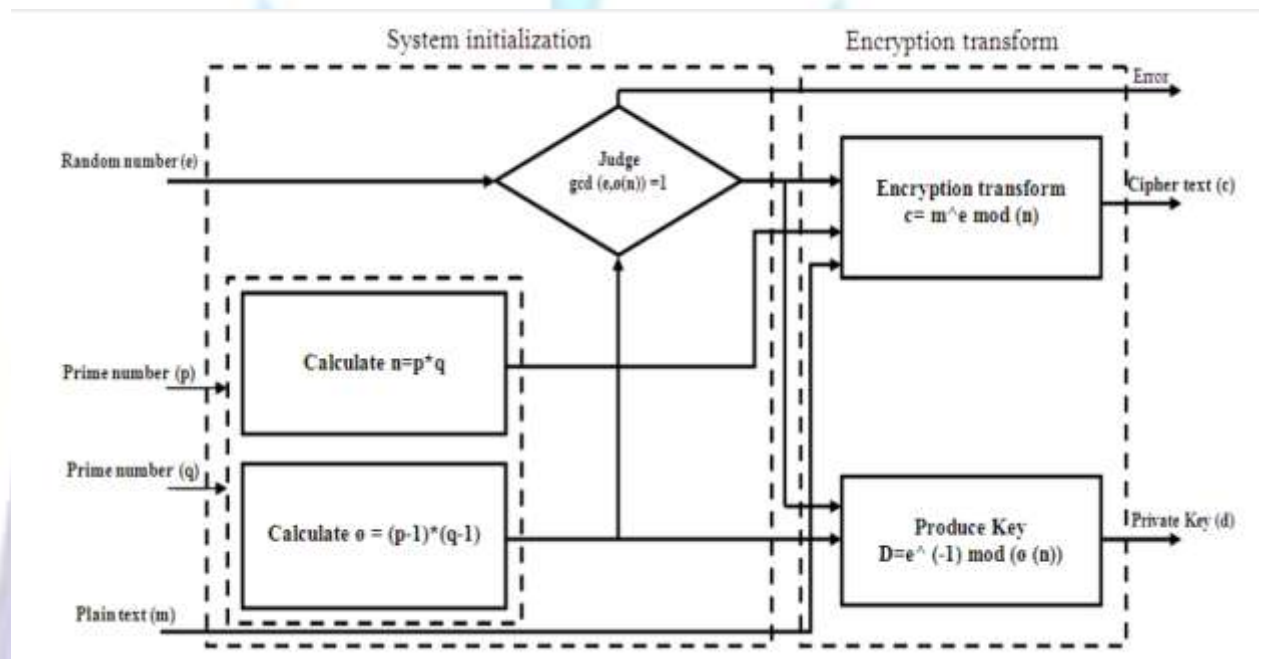 System initialization
Encryption transform
Error
Random number (e)
Judge
gcd (e,o(n)) =1
Encryption transform
c= m^e mod (n)
Cipher text (c)
Calculate n=p*q
Prime number (p)
Prime number (q)
Calculate o = (p-1)*(q-1)
Produce Key
D=e^ (-1) mod (o (n))
Private Key (d)
Plain text (m)